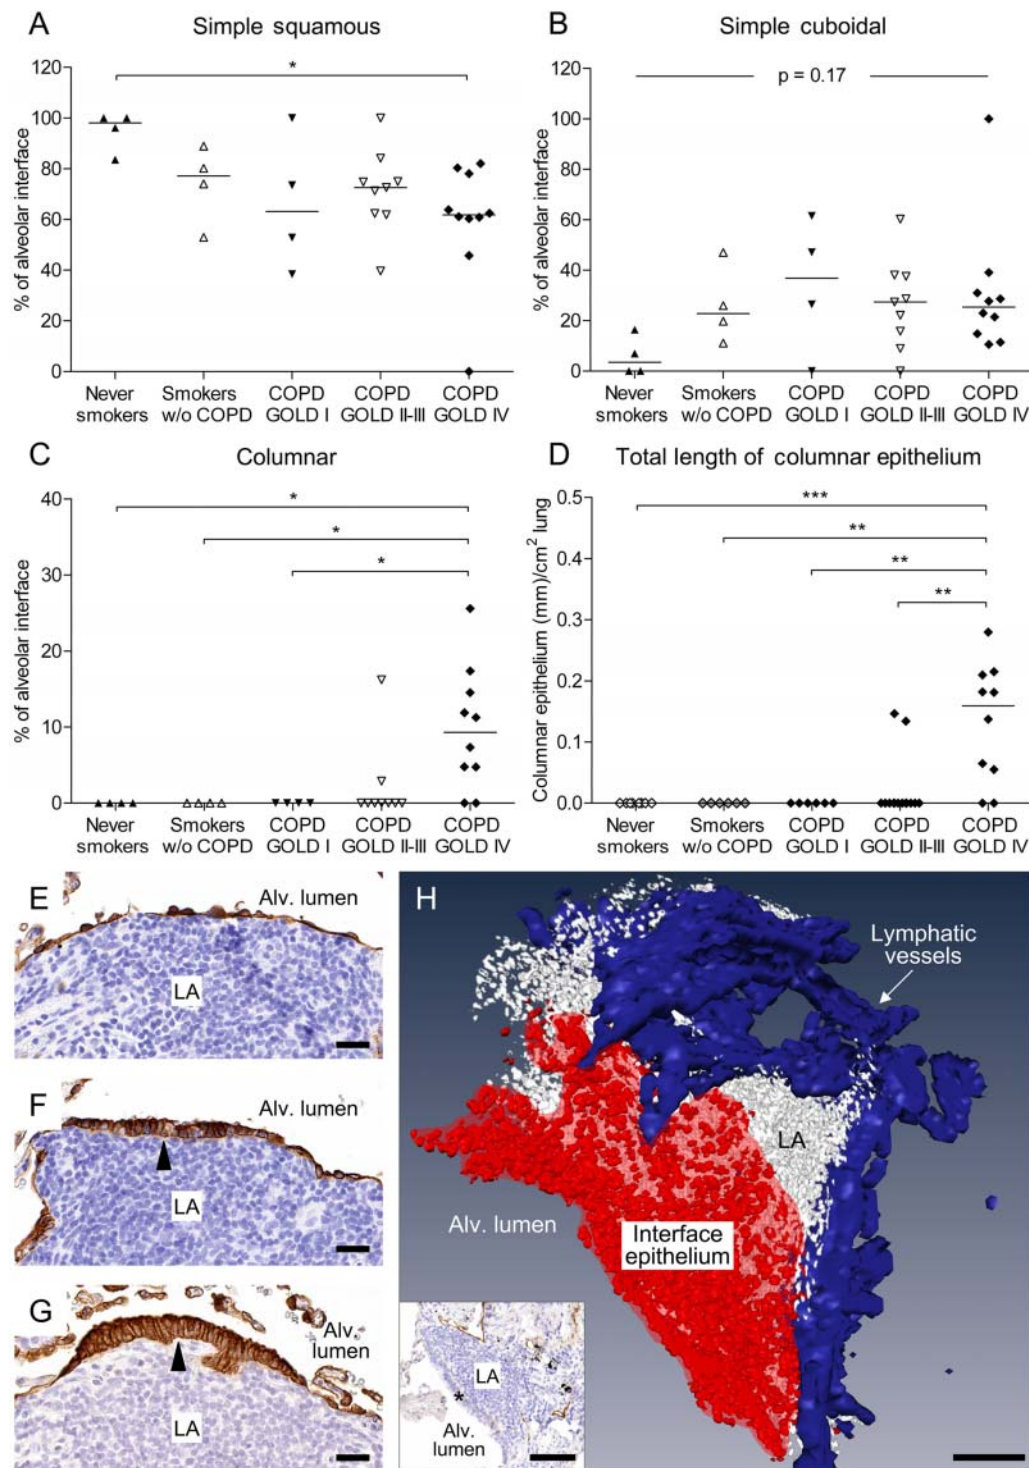 A
Simple squamous
% of alveolar interface
120
100
80
60
40
20
0
*
Never smokers
Smokers w/o COPD
COPD GOLD I
COPD GOLD II-III
COPD GOLD IV
B
Simple cuboidal
% of alveolar interface
120
100
80
60
40
20
0
p = 0.17
Never smokers
Smokers w/o COPD
COPD GOLD I
COPD GOLD II-III
COPD GOLD IV
C
Columnar
% of alveolar interface
40
30
20
10
0
*
*
*
Never smokers
Smokers w/o COPD
COPD GOLD I
COPD GOLD II-III
COPD GOLD IV
D
Total length of columnar epithelium
Columnar epithelium (mm)/cm² lung
0.5
0.4
0.3
0.2
0.1
0.0
***
**
**
**
Never smokers
Smokers w/o COPD
COPD GOLD I
COPD GOLD II-III
COPD GOLD IV
E
Alv. lumen
LA
F
Alv. lumen
LA
G
Alv. lumen
LA
H
Lymphatic vessels
LA
Alv. lumen
Interface epithelium
LA
*
Alv. lumen